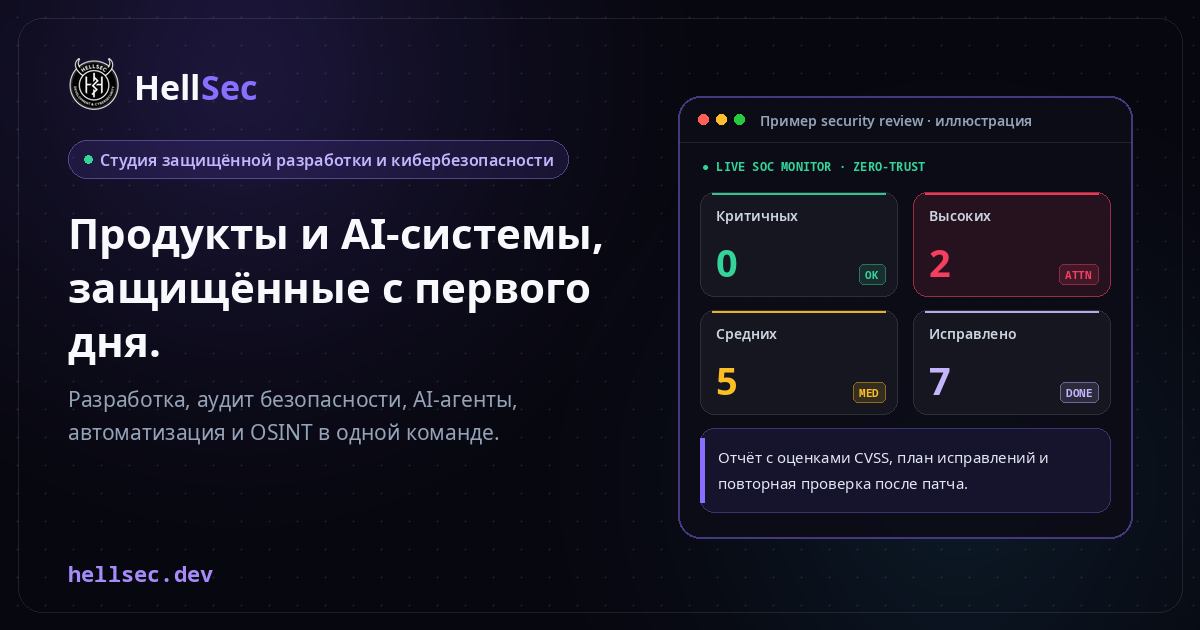 HELLSEC
HellSec
Студия защищённой разработки и кибербезопасности
Продукты и AI-системы,
защищённые с первого
дня.
Разработка, аудит безопасности, AI-агенты,
автоматизация и OSINT в одной команде.
hellsec.dev
Пример security review · иллюстрация
LIVE SOC MONITOR · ZERO-TRUST
Критичных
0
OK
Высоких
2
ATTN
Средних
5
MED
Исправлено
7
DONE
Отчёт с оценками CVSS, план исправлений и
повторная проверка после патча.